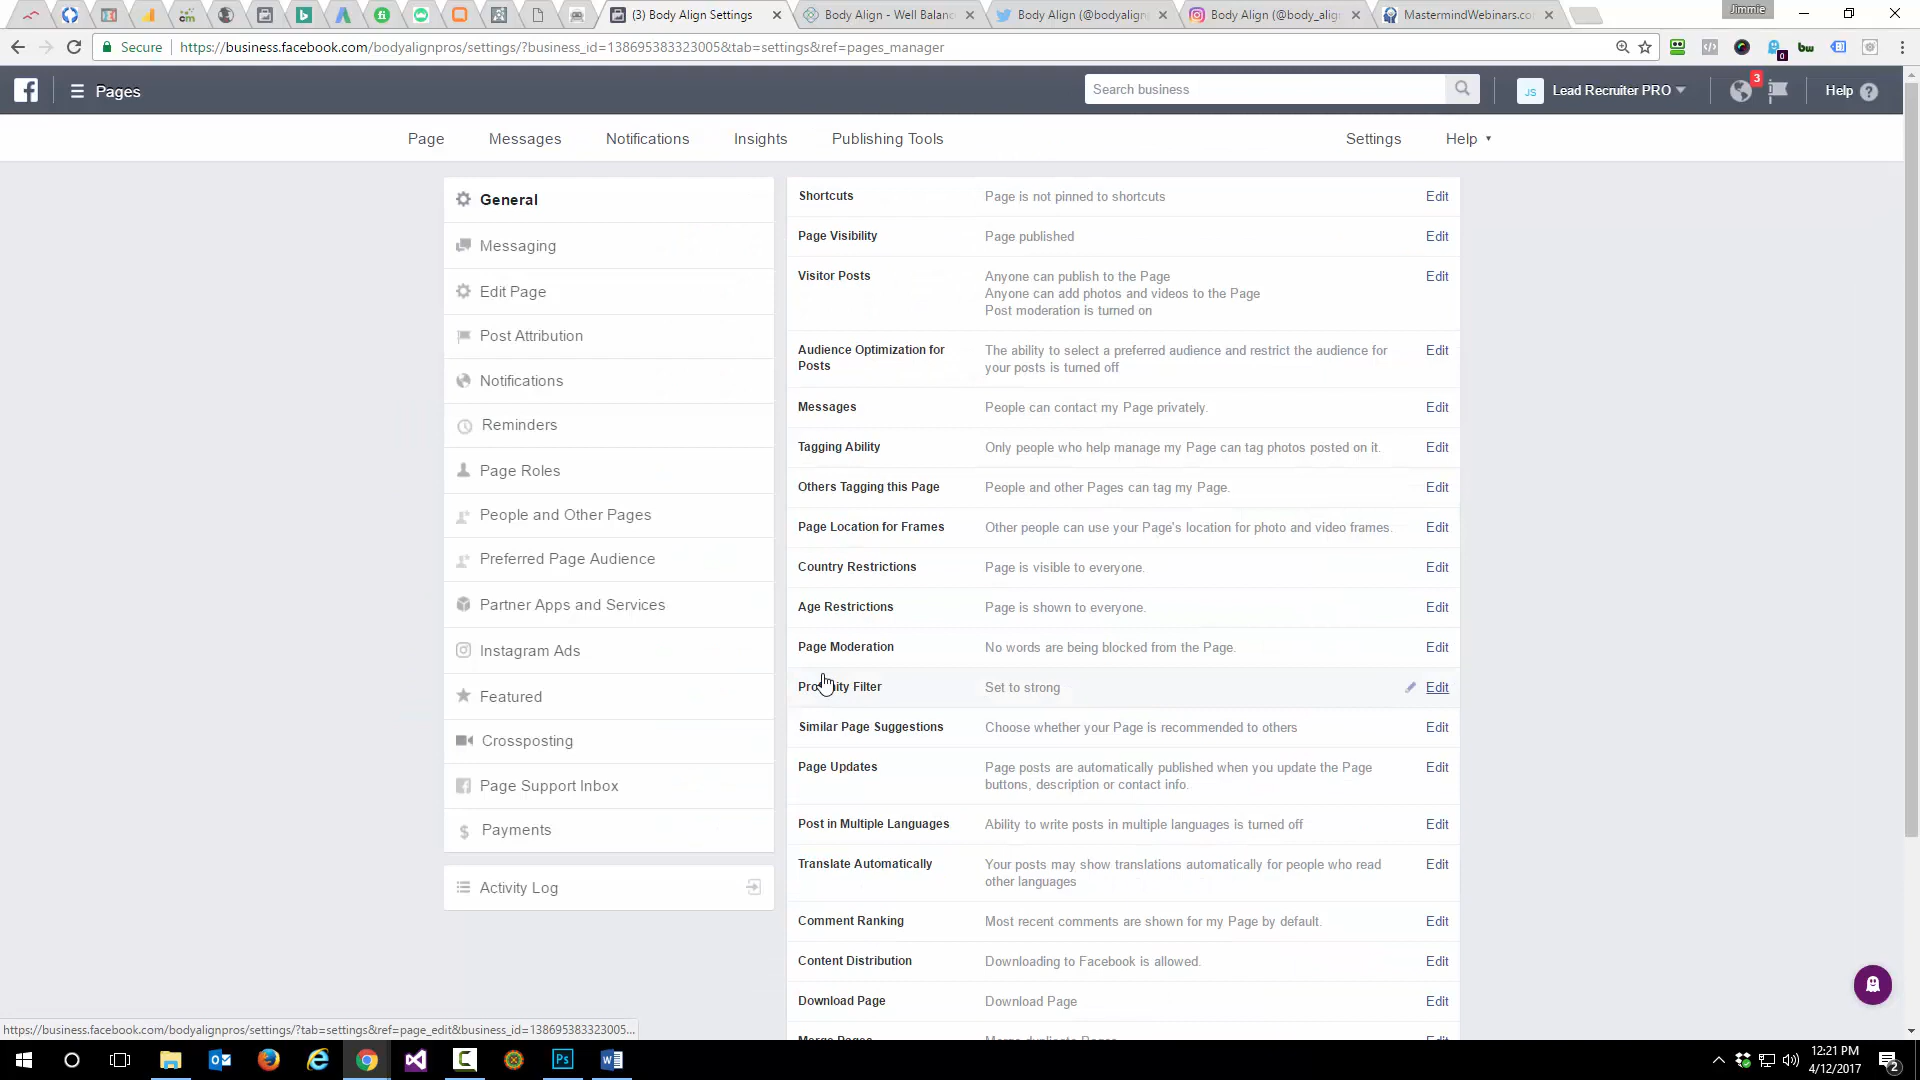 (3) Body Align Settings
Body Align - Well Balanc
Body Align (@bodyalign
Body Align (@body_alig
MastermindWebinars.co
Jimmie
Secure
https://business.facebook.com/bodyalignpros/settings/?business_id=138695383323005&tab=settings&ref=pages_manager
0
bw
Pages
Search business
JS
Lead Recruiter PRO
3
Help
Page
Messages
Notifications
Insights
Publishing Tools
Settings
Help
General
Messaging
Edit Page
Post Attribution
Notifications
Reminders
Page Roles
People and Other Pages
Preferred Page Audience
Partner Apps and Services
Instagram Ads
Featured
Crossposting
Page Support Inbox
Payments
Activity Log
Shortcuts Page is not pinned to shortcuts Edit
Page Visibility Page published Edit
Visitor Posts Anyone can publish to the Page Edit
Anyone can add photos and videos to the Page
Post moderation is turned on
Audience Optimization for The ability to select a preferred audience and restrict the audience for Edit
Posts your posts is turned off
Messages People can contact my Page privately. Edit
Tagging Ability Only people who help manage my Page can tag photos posted on it. Edit
Others Tagging this Page People and other Pages can tag my Page. Edit
Page Location for Frames Other people can use your Page's location for photo and video frames. Edit
Country Restrictions Page is visible to everyone. Edit
Age Restrictions Page is shown to everyone. Edit
Page Moderation No words are being blocked from the Page. Edit
Filter Set to strong Edit
Similar Page Suggestions Choose whether your Page is recommended to others Edit
Page Updates Page posts are automatically published when you update the Page Edit
buttons, description or contact info.
Post in Multiple Languages Ability to write posts in multiple languages is turned off Edit
Translate Automatically Your posts may show translations automatically for people who read Edit
other languages
Comment Ranking Most recent comments are shown for my Page by default. Edit
Content Distribution Downloading to Facebook is allowed. Edit
Download Page Download Page Edit
Merge Pages Merge duplicate Pages Edit
https://business.facebook.com/bodyalignpros/settings/?tab=settings&ref=page_edit&business_id=138695383323005...
12:21 PM
4/12/2017
2